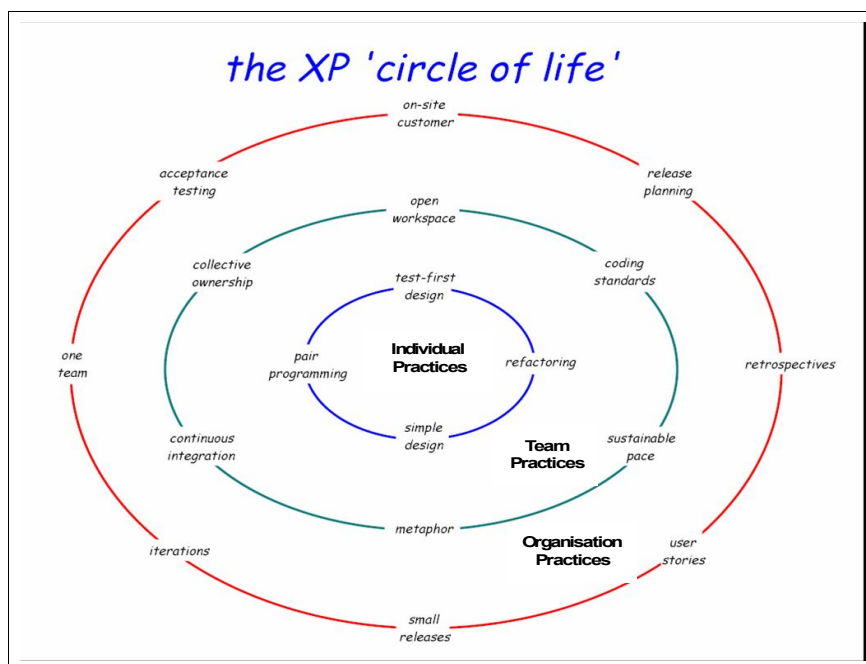 the XP 'circle of life'
on-site
customer
acceptance
testing
release
planning
open
workspace
collective
ownership
coding
standards
test-first
design
one
team
pair
programming
Individual
Practices
refactoring
retrospectives
simple
design
continuous
integration
Team
Practices
sustainable
pace
metaphor
iterations
Organisation
Practices
user
stories
small
releases